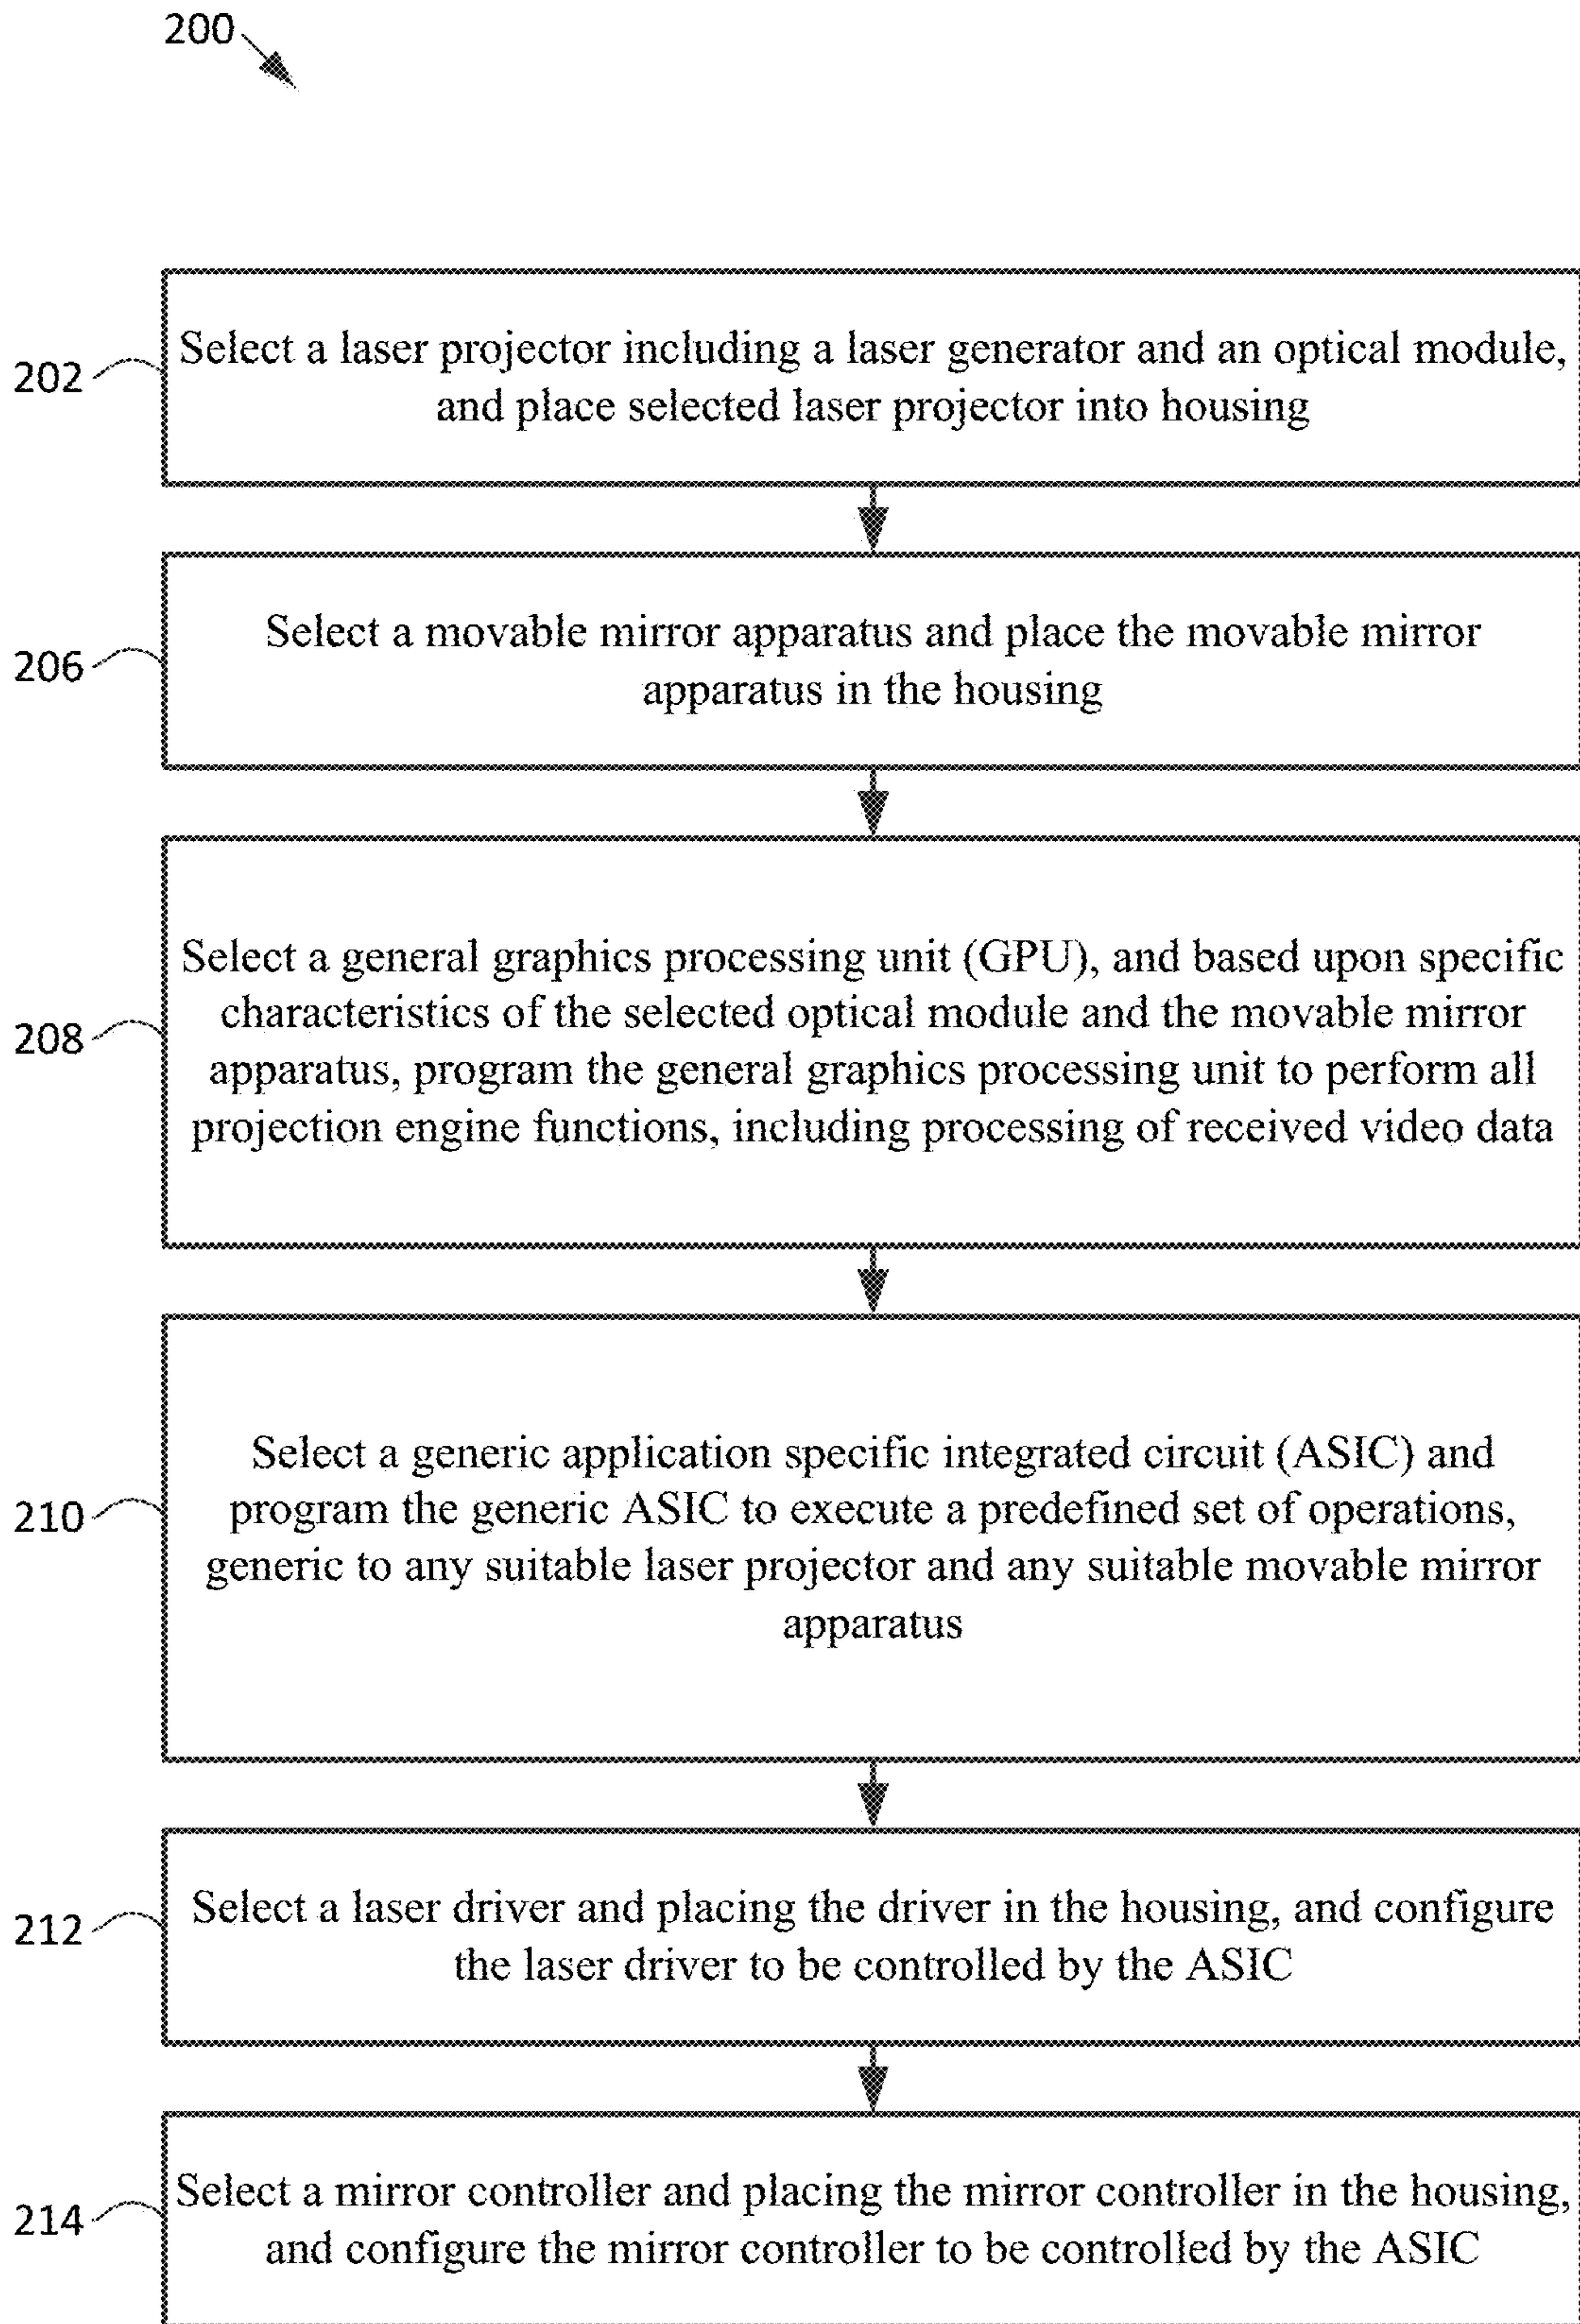 200
202
Select a laser projector including a laser generator and an optical module,
and place selected laser projector into housing
206
Select a movable mirror apparatus and place the movable mirror
apparatus in the housing
208
Select a general graphics processing unit (GPU), and based upon specific
characteristics of the selected optical module and the movable mirror
apparatus, program the general graphics processing unit to perform all
projection engine functions, including processing of received video data
210
Select a generic application specific integrated circuit (ASIC) and
program the generic ASIC to execute a predefined set of operations,
generic to any suitable laser projector and any suitable movable mirror
apparatus
212
Select a laser driver and placing the driver in the housing, and configure
the laser driver to be controlled by the ASIC
214
Select a mirror controller and placing the mirror controller in the housing,
and configure the mirror controller to be controlled by the ASIC